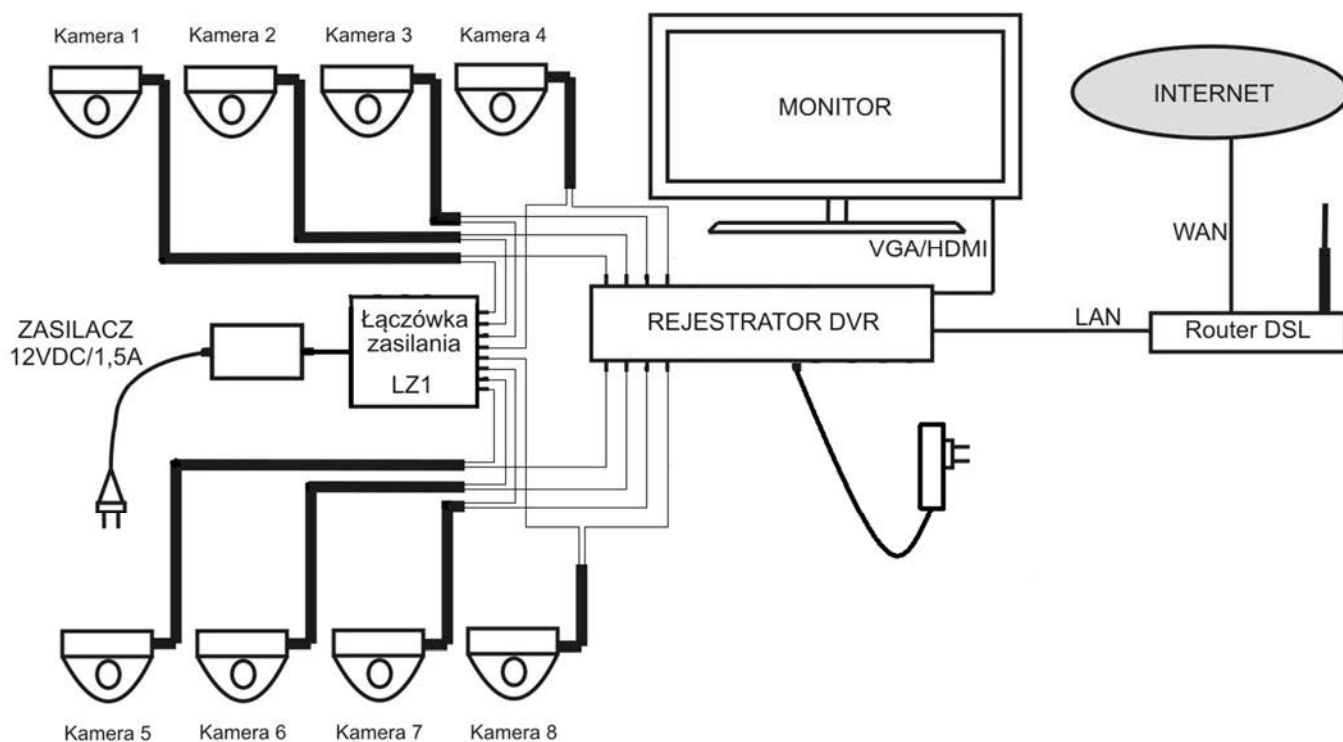 Kamera 1
Kamera 2
Kamera 3
Kamera 4
MONITOR
INTERNET
VGA/HDMI
WAN
ZASILACZ
12VDC/1,5A
Łączówka
zasilania
LZ1
REJESTRATOR DVR
LAN
Router DSL
Kamera 5
Kamera 6
Kamera 7
Kamera 8